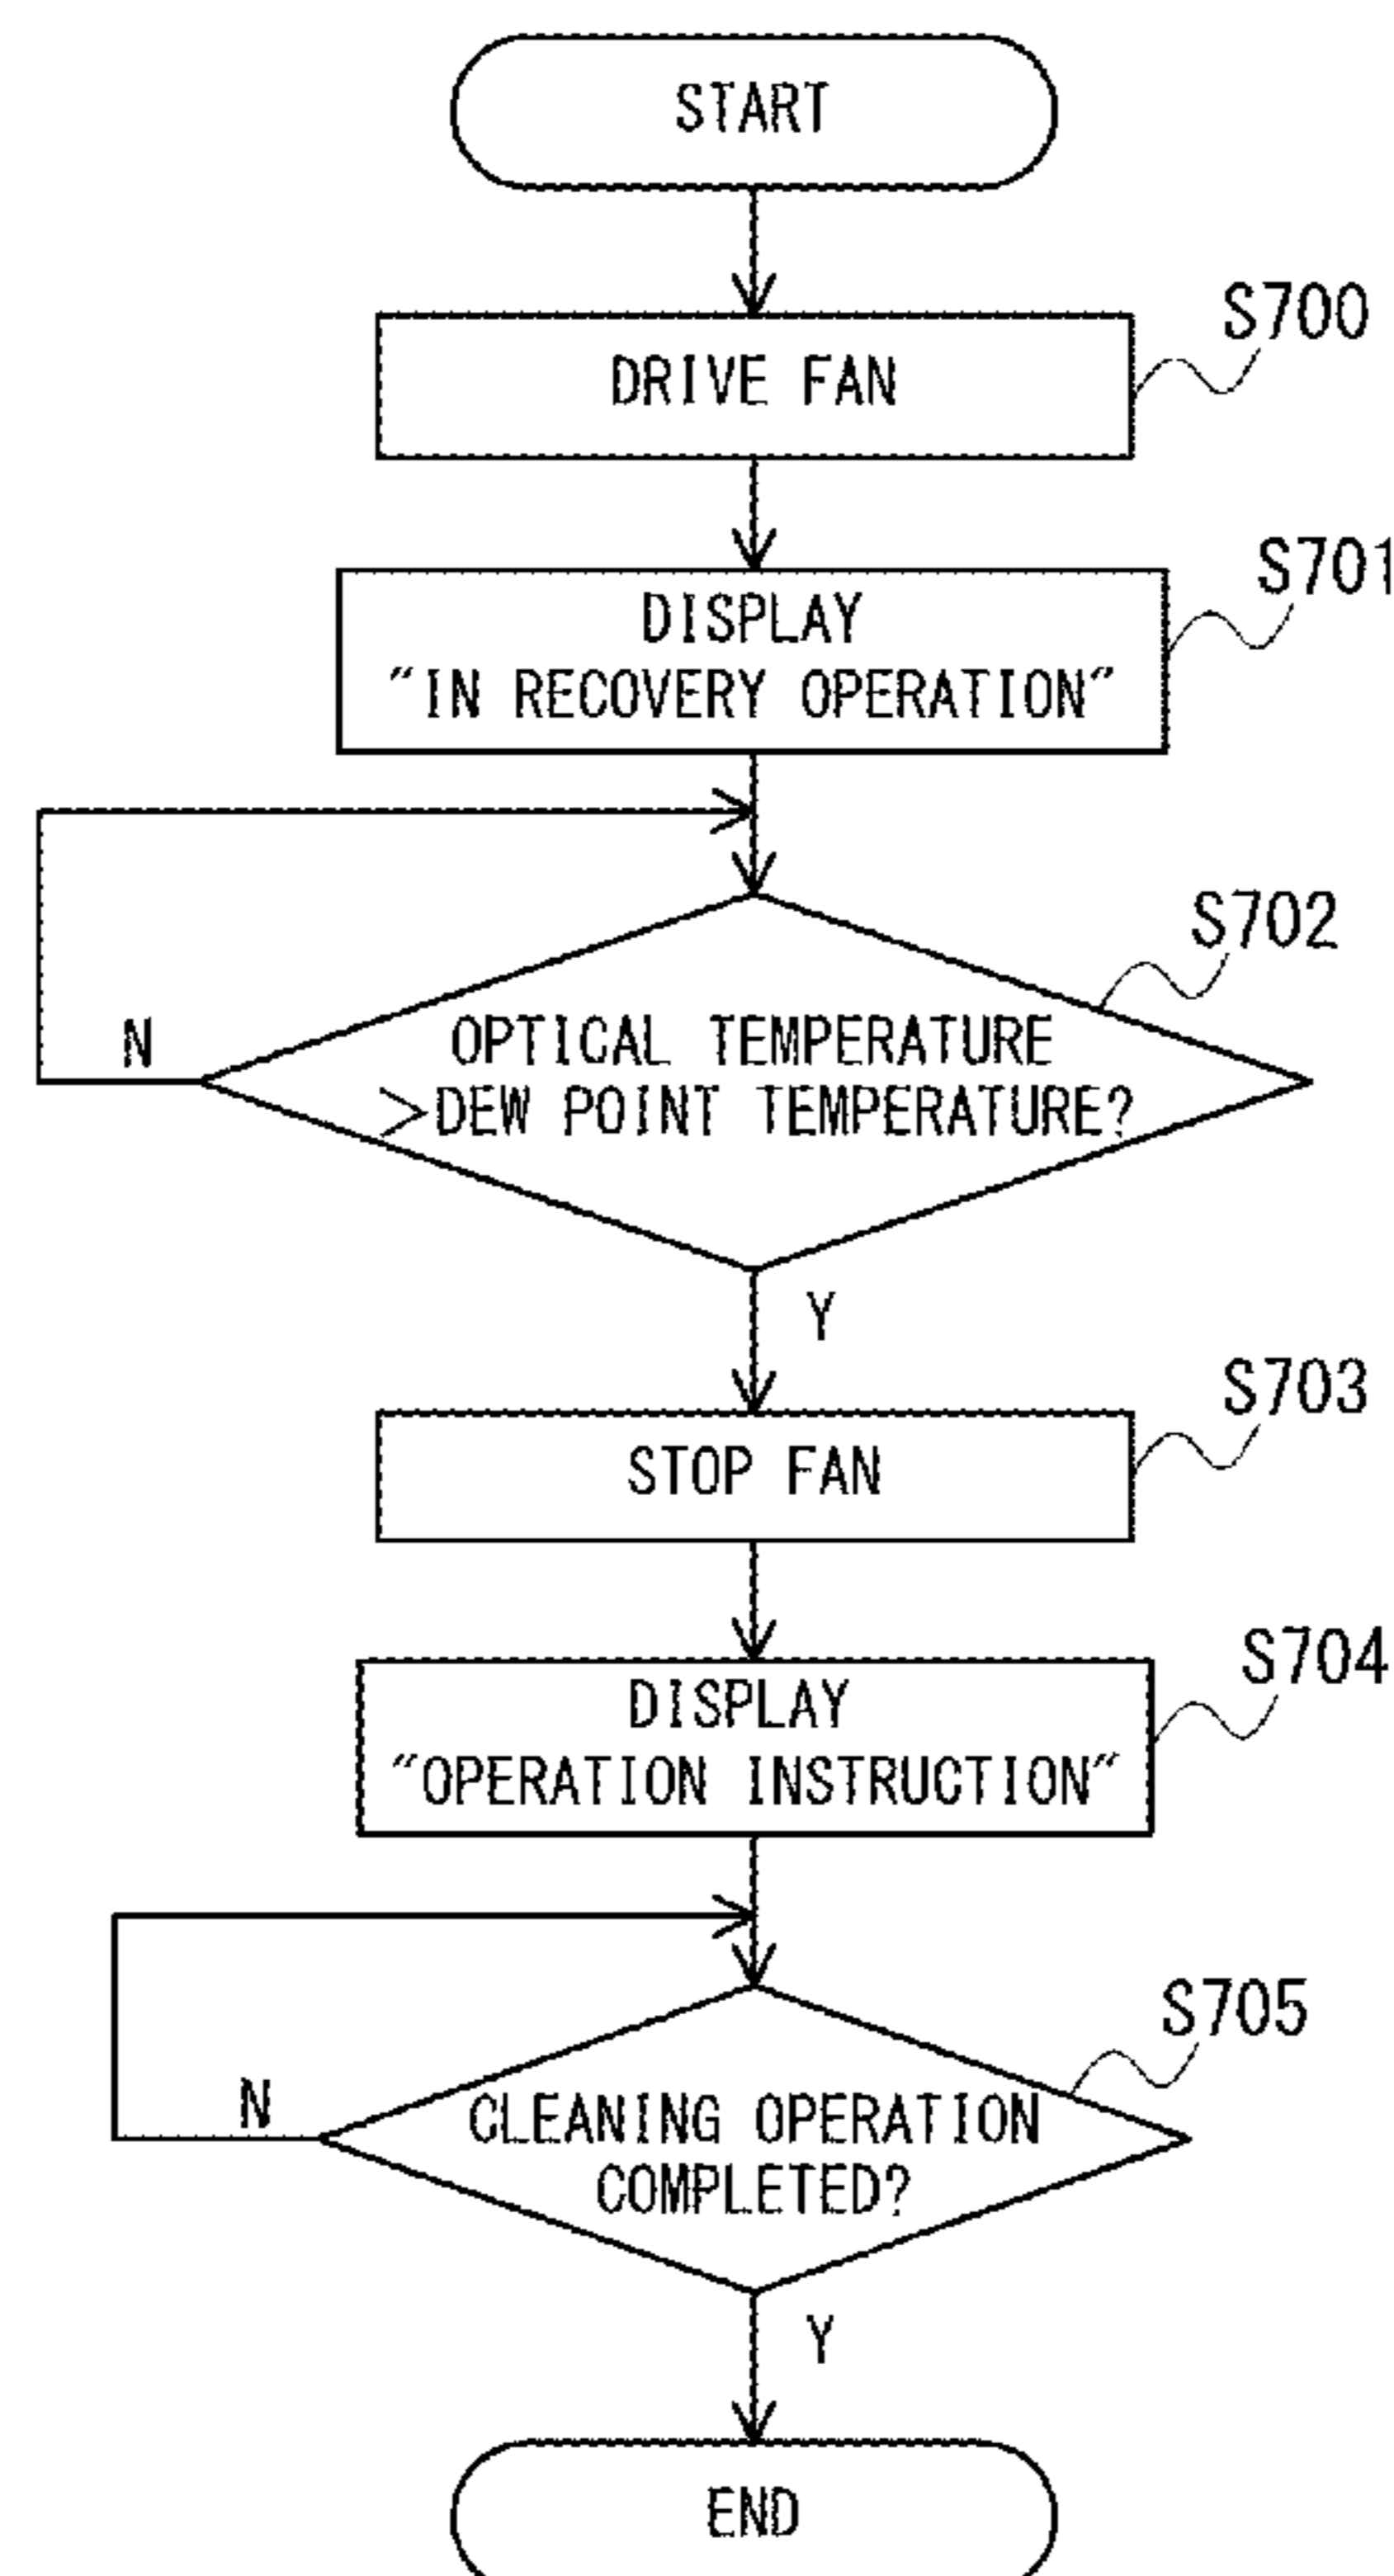 START
S700
DRIVE FAN
S701
DISPLAY
"IN RECOVERY OPERATION"
S702
OPTICAL TEMPERATURE
>DEW POINT TEMPERATURE?
N
Y
S703
STOP FAN
S704
DISPLAY
"OPERATION INSTRUCTION"
S705
CLEANING OPERATION
COMPLETED?
N
Y
END